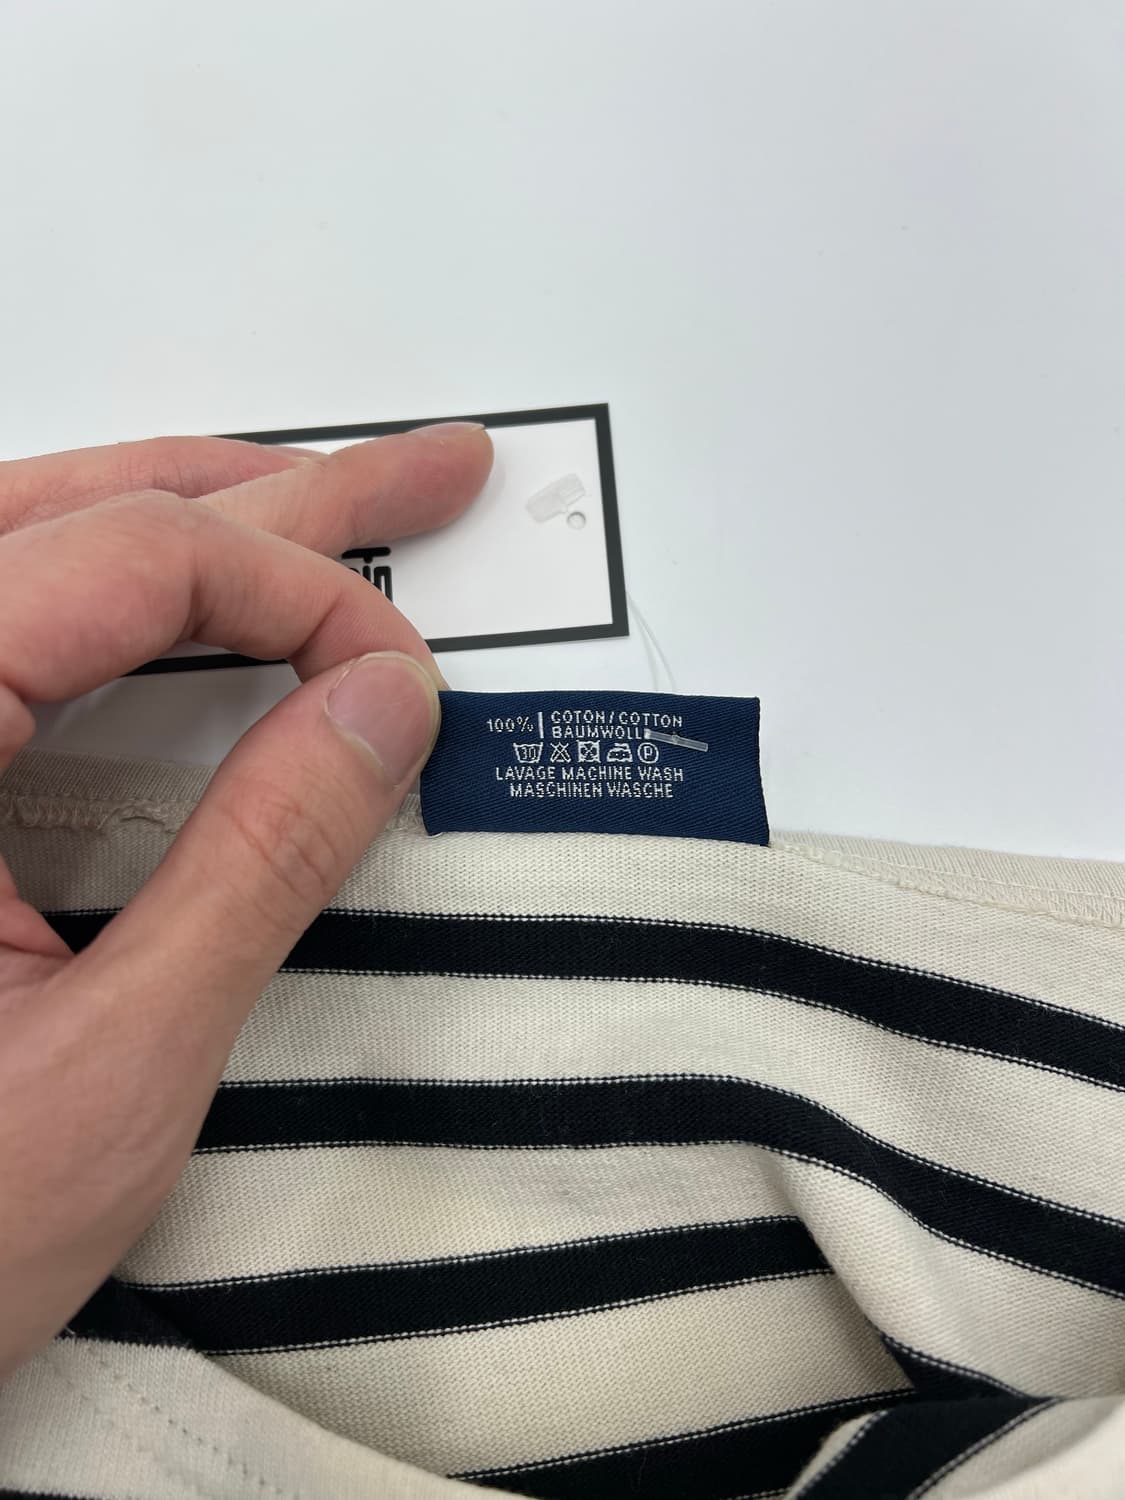 100% COTON/COTTON
BAUMWOLL
30 P
LAVAGE MACHINE WASH
MASCHINEN WASCHE